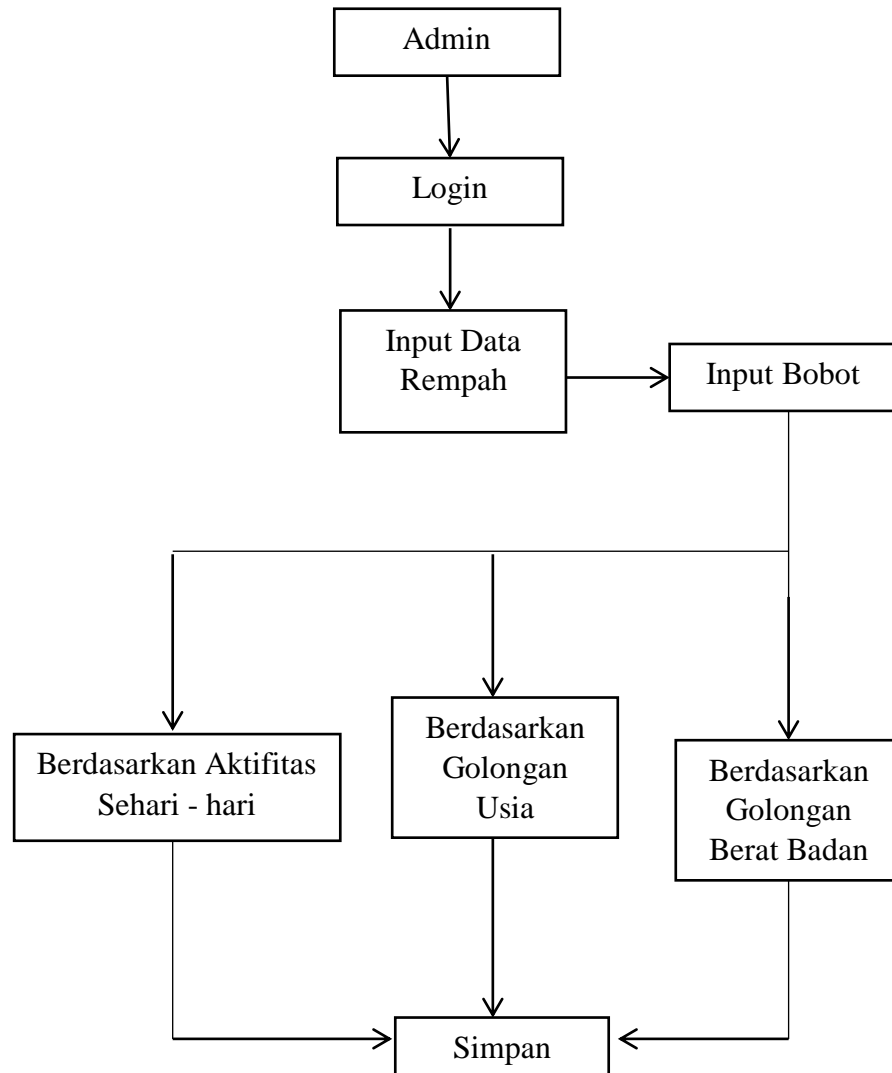 Admin
Login
Input Data
Rempah
Input Bobot
Berdasarkan Aktifitas
Sehari - hari
Berdasarkan
Golongan
Usia
Berdasarkan
Golongan
Berat Badan
Simpan